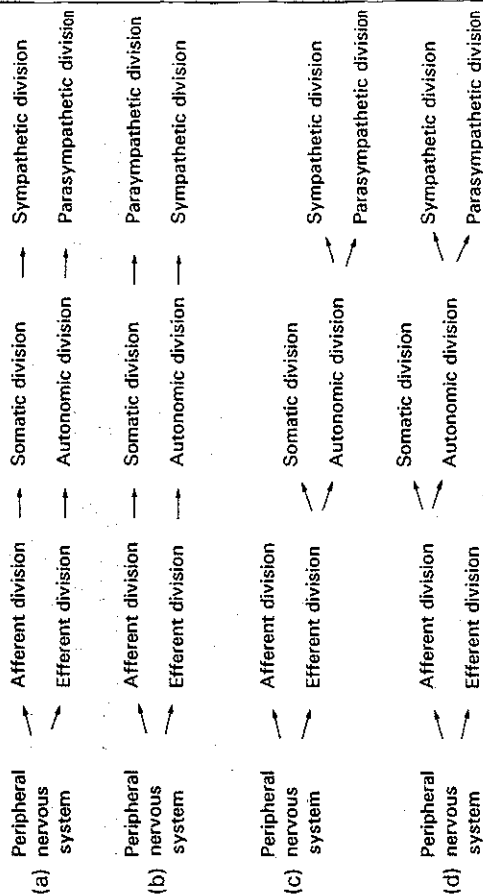 (a) Peripheral nervous system → Afferent division → Somatic division → Sympathetic division
Efferent division → Autonomic division → Parasympathetic division
(b) Peripheral nervous system → Afferent division → Somatic division → Paraympathetic division
Efferent division → Autonomic division → Sympathetic division
(c) Peripheral nervous system → Afferent division
Efferent division → Somatic division
Autonomic division → Sympathetic division
Parasympathetic division
(d) Peripheral nervous system → Afferent division → Somatic division
Autonomic division → Sympathetic division
Parasympathetic division
Efferent division